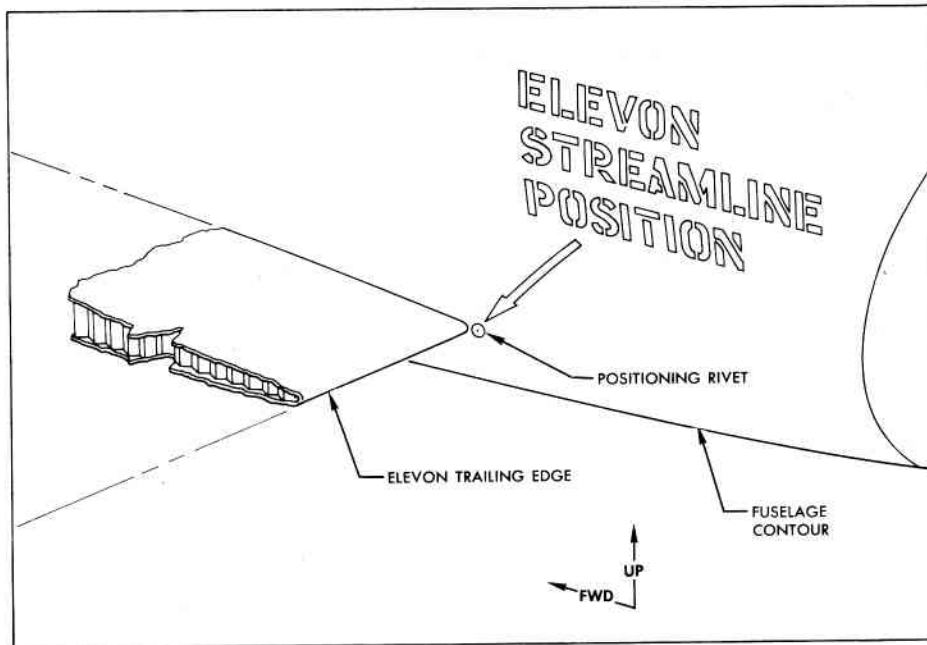 ELEVON
STREAMLINE
POSITION
POSITIONING RIVET
ELEVON TRAILING EDGE
FUSELAGE
CONTOUR
UP
FWD